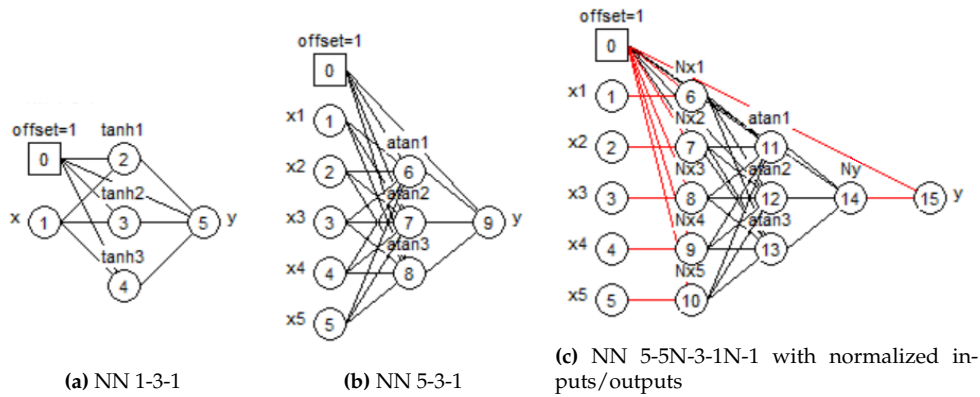 offset=1
0
x
1
tanh1
2
tanh2
3
tanh3
4
5
y
(a) NN 1-3-1
offset=1
0
x1
1
x2
2
x3
3
x4
4
x5
5
atan1
6
atan2
7
atan3
8
9
y
(b) NN 5-3-1
offset=1
0
x1
1
x2
2
x3
3
x4
4
x5
5
Nx1
6
Nx2
7
Nx3
8
Nx4
9
Nx5
10
atan1
11
atan2
12
atan3
13
Ny
14
15
y
(c) NN 5-5N-3-1N-1 with normalized in-
puts/outputs